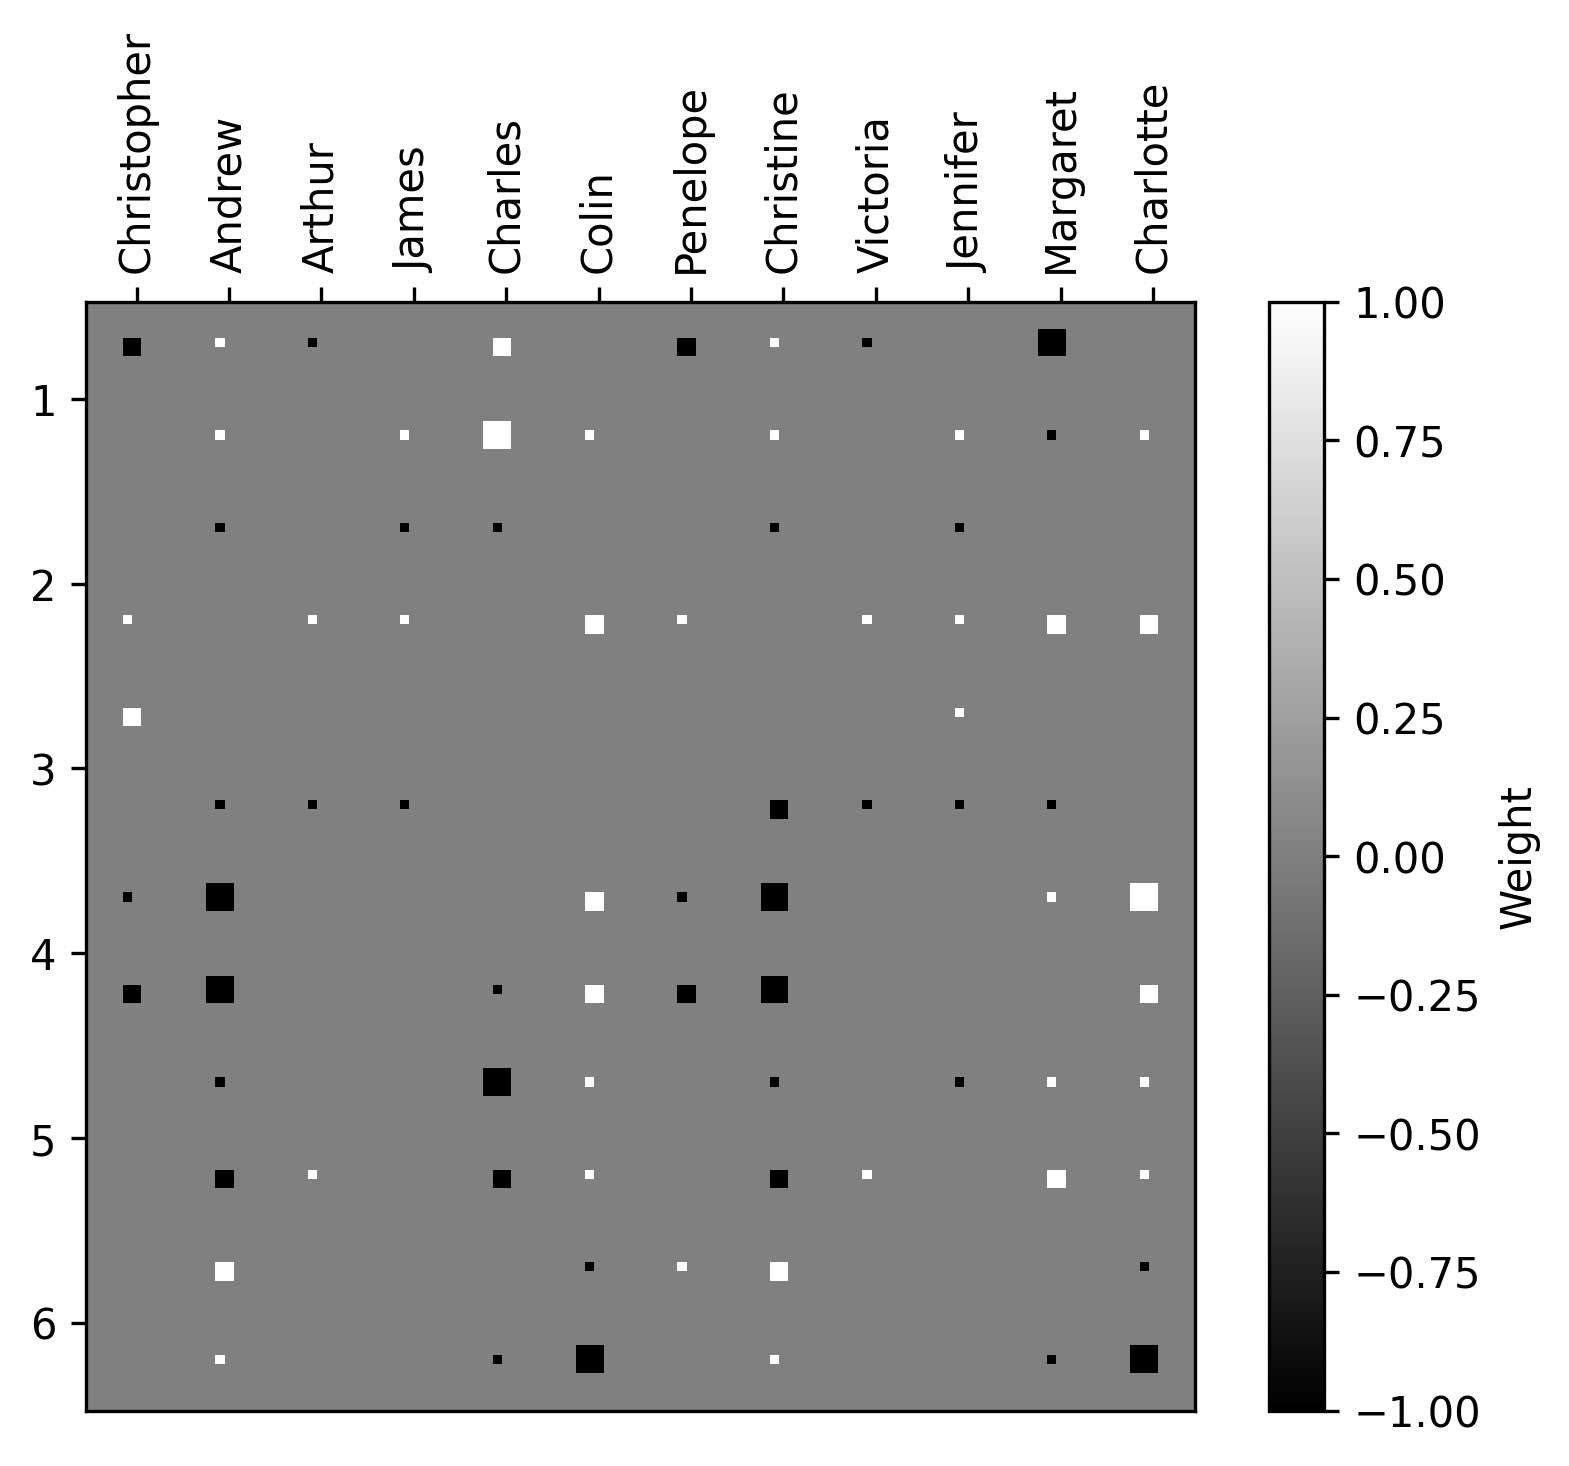 Christopher
Andrew
Arthur
James
Charles
Colin
Penelope
Christine
Victoria
Jennifer
Margaret
Charlotte
1
2
3
4
5
6
1.00
0.75
0.50
0.25
0.00
−0.25
−0.50
−0.75
−1.00
Weight